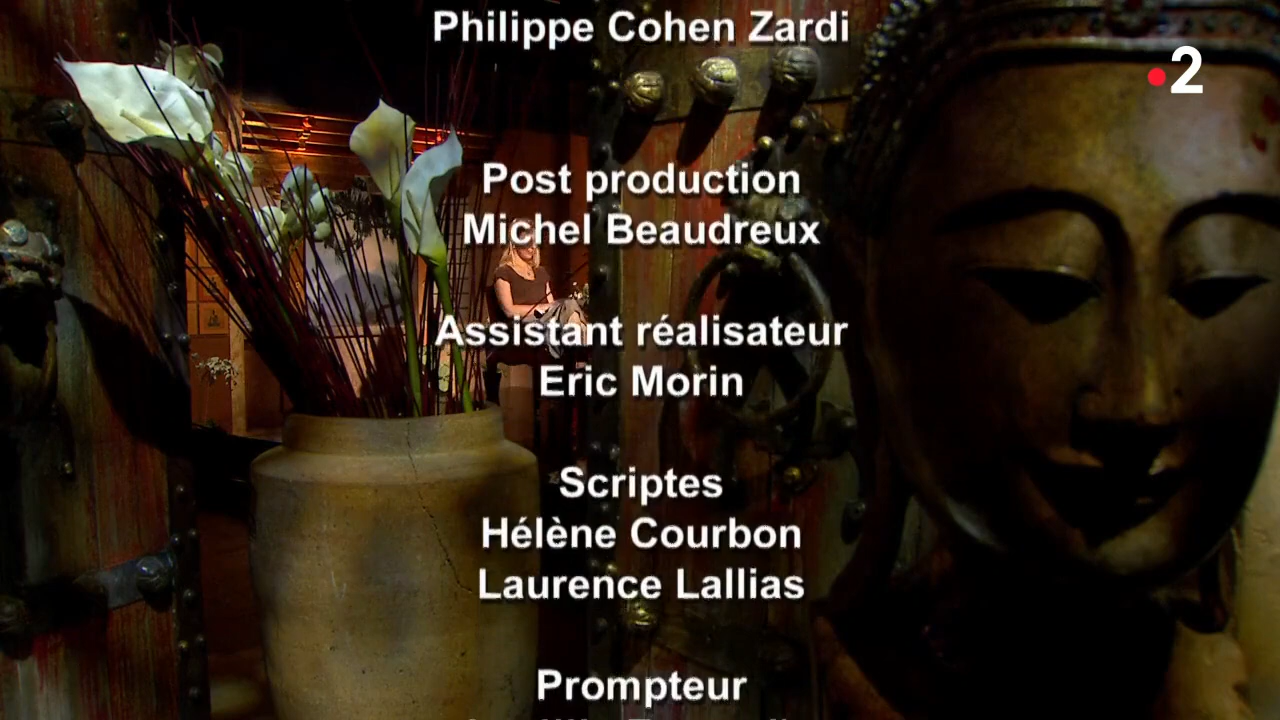 Philippe Cohen Zardi
2
Post production
Michel Beaudreux
Assistant réalisateur
Eric Morin
Scriptes
Hélène Courbon
Laurence Lallias
Prompteur